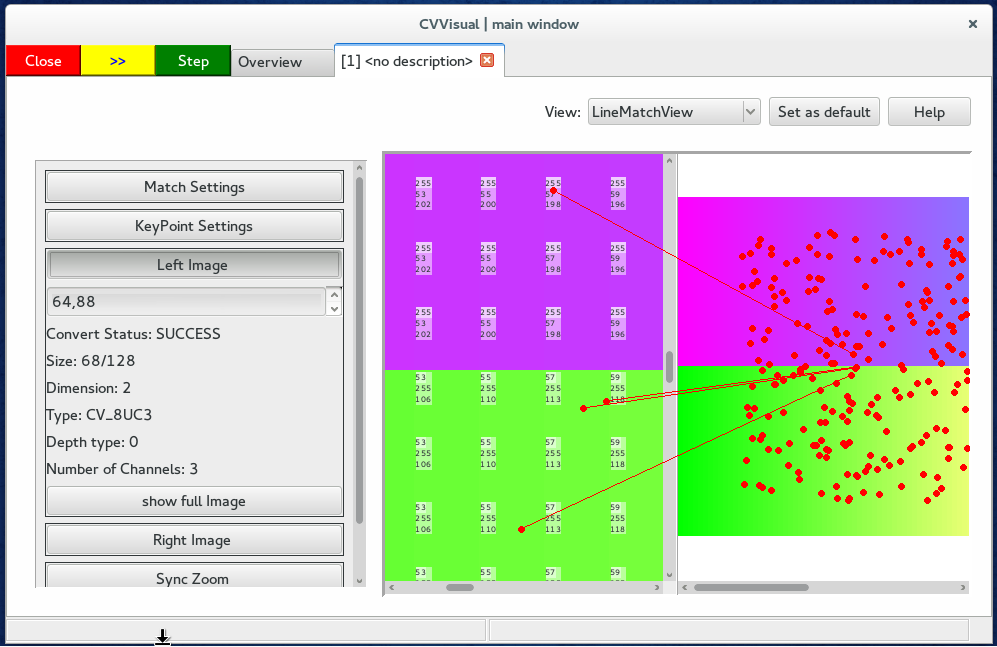 CVVisual | main window
Close >> Step Overview [1] <no description>
View: LineMatchView Set as default Help
Match Settings
KeyPoint Settings
Left Image
64,88
Convert Status: SUCCESS
Size: 68/128
Dimension: 2
Type: CV_8UC3
Depth type: 0
Number of Channels: 3
show full Image
Right Image
Sync Zoom
255 255 255 255
53 55 57 59
202 200 198 196
255 255 255 255
53 55 57 59
202 200 198 196
255 255 255 255
53 55 57 59
202 200 198 196
53 55 57 59
255 255 255 255
106 110 113 118
53 55 57 59
255 255 255 255
106 110 113 118
53 55 57 59
255 255 255 255
106 110 113 118
53 55 57 59